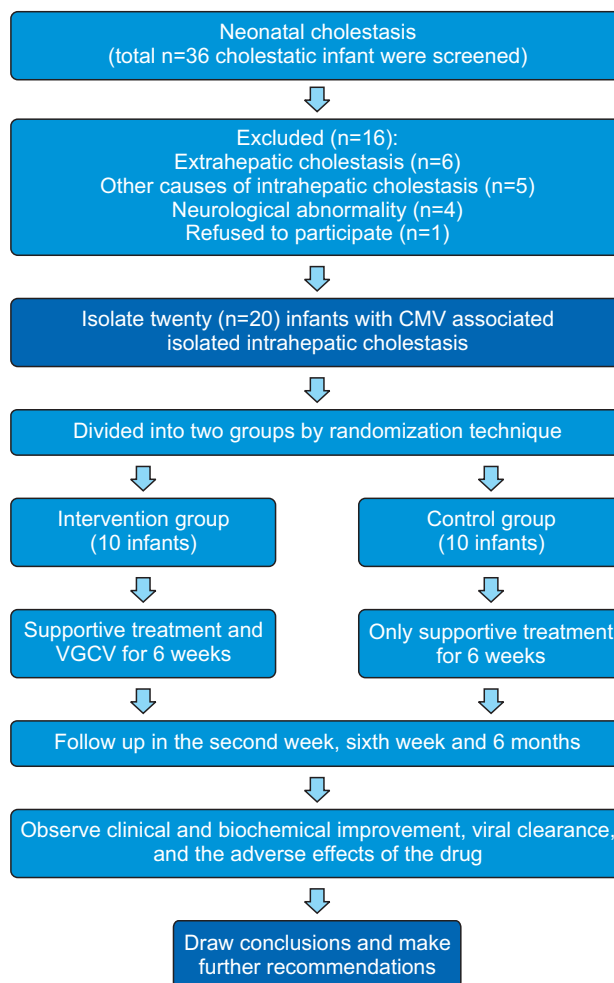 Neonatal cholestasis
(total n=36 cholestatic infant were screened)
Excluded (n=16):
Extrahepatic cholestasis (n=6)
Other causes of intrahepatic cholestasis (n=5)
Neurological abnormality (n=4)
Refused to participate (n=1)
Isolate twenty (n=20) infants with CMV associated
isolated intrahepatic cholestasis
Divided into two groups by randomization technique
Intervention group
(10 infants)
Control group
(10 infants)
Supportive treatment and
VGCV for 6 weeks
Only supportive treatment
for 6 weeks
Follow up in the second week, sixth week and 6 months
Observe clinical and biochemical improvement, viral clearance,
and the adverse effects of the drug
Draw conclusions and make
further recommendations